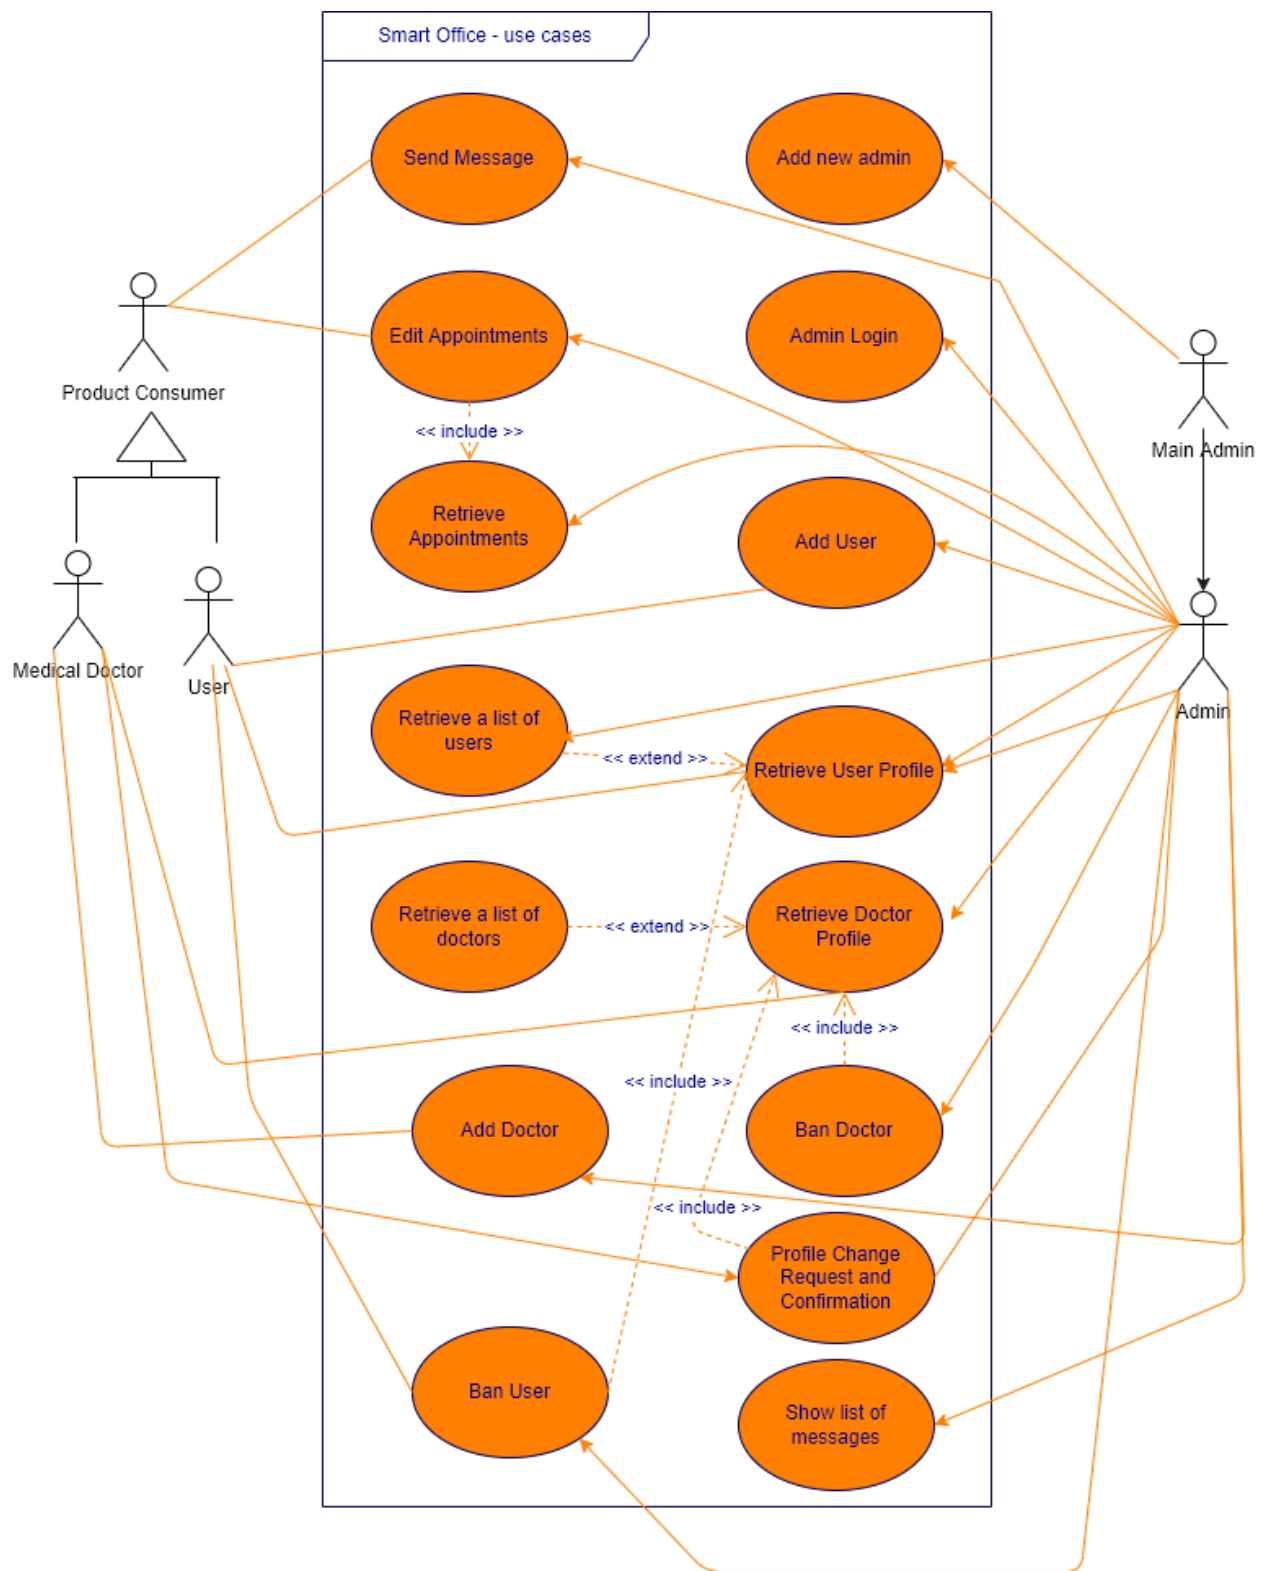 Smart Office - use cases
Send Message
Add new admin
Edit Appointments
Admin Login
Product Consumer
<< include >>
Main Admin
Retrieve
Appointments
Add User
Medical Doctor
User
Admin
Retrieve a list of
users
<< extend >>
Retrieve User Profile
Retrieve a list of
doctors
<< extend >>
Retrieve Doctor
Profile
<< include >>
<< include >>
Add Doctor
Ban Doctor
<< include >>
Profile Change
Request and
Confirmation
Ban User
Show list of
messages